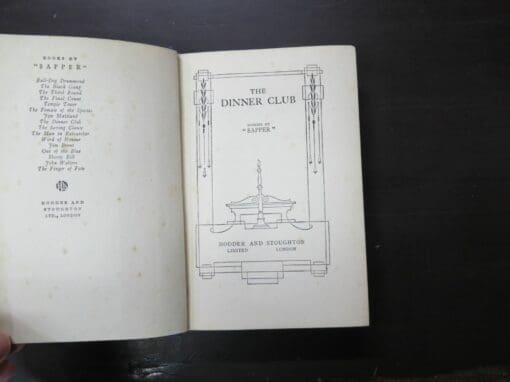 BOOKS BY
"SAPPER"
Bull-Dog Drummond
The Black Gang
The Third Round
The Final Count
Temple Tower
The Female of the Species
Jim Maitland
The Dinner Club
The Saving Clause
The Man in Ratcatcher
Word of Honour
Jim Brent
Out of the Blue
Shorty Bill
John Walters
The Finger of Fate
HODDER AND
STOUGHTON
LTD., LONDON
THE
DINNER CLUB
STORIES BY
"SAPPER"
HODDER AND STOUGHTON
LIMITED LONDON